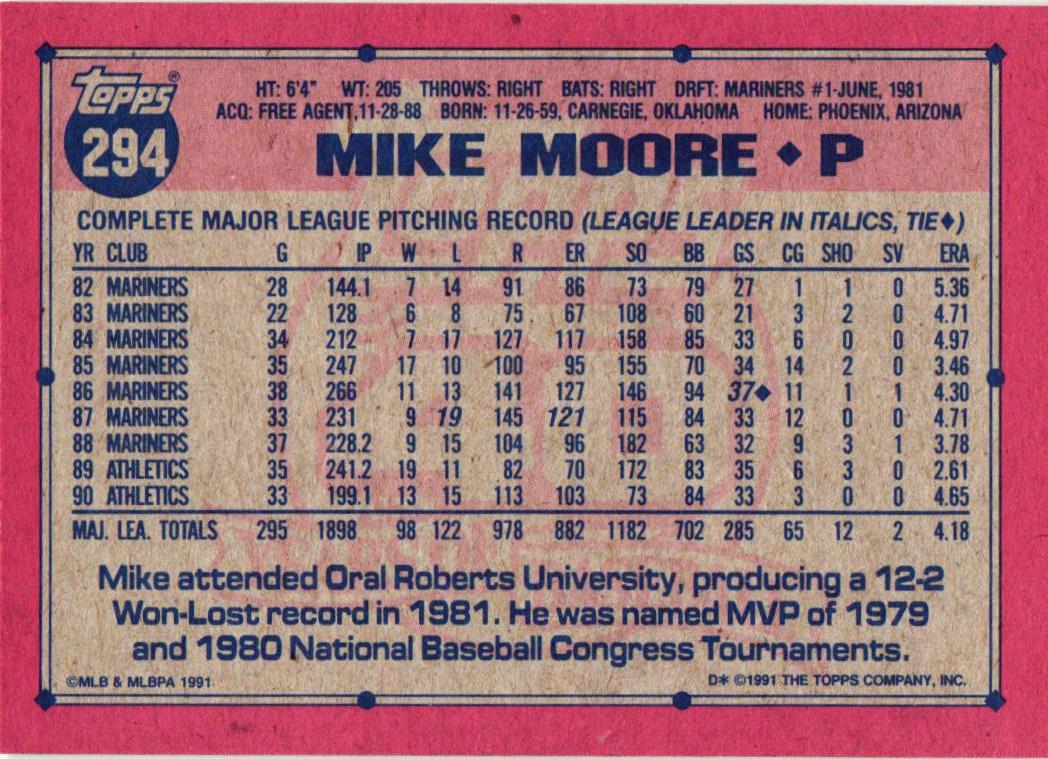 Topps®
294
HT: 6'4" WT: 205 THROWS: RIGHT BATS: RIGHT DRFT: MARINERS #1-JUNE, 1981
ACQ: FREE AGENT,11-28-88 BORN: 11-26-59, CARNEGIE, OKLAHOMA HOME: PHOENIX, ARIZONA
MIKE MOORE ◆ P
COMPLETE MAJOR LEAGUE PITCHING RECORD (LEAGUE LEADER IN ITALICS, TIE◆)
YR CLUB G IP W L R ER SO BB GS CG SHO SV ERA
82 MARINERS 28 144.1 7 14 91 86 73 79 27 1 1 0 5.36
83 MARINERS 22 128 6 8 75 67 108 60 21 3 2 0 4.71
84 MARINERS 34 212 7 17 127 117 158 85 33 6 0 0 4.97
85 MARINERS 35 247 17 10 100 95 155 70 34 14 2 0 3.46
86 MARINERS 38 266 11 13 141 127 146 94 37◆ 11 1 1 4.30
87 MARINERS 33 231 9 19 145 121 115 84 33 12 0 0 4.71
88 MARINERS 37 228.2 9 15 104 96 182 63 32 9 3 1 3.78
89 ATHLETICS 35 241.2 19 11 82 70 172 83 35 6 3 0 2.61
90 ATHLETICS 33 199.1 13 15 113 103 73 84 33 3 0 0 4.65
MAJ. LEA. TOTALS 295 1898 98 122 978 882 1182 702 285 65 12 2 4.18
Mike attended Oral Roberts University, producing a 12-2
Won-Lost record in 1981. He was named MVP of 1979
and 1980 National Baseball Congress Tournaments.
©MLB & MLBPA 1991 D* ©1991 THE TOPPS COMPANY, INC.